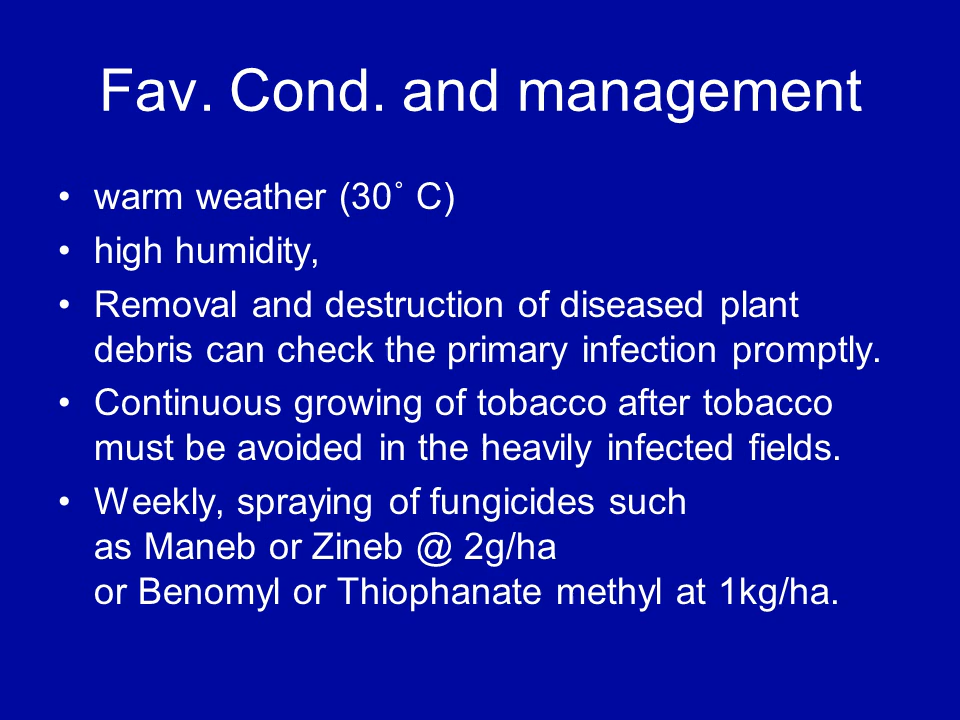 Fav. Cond. and management
• warm weather (30˚ C)
• high humidity,
• Removal and destruction of diseased plant
debris can check the primary infection promptly.
• Continuous growing of tobacco after tobacco
must be avoided in the heavily infected fields.
• Weekly, spraying of fungicides such
as Maneb or Zineb @ 2g/ha
or Benomyl or Thiophanate methyl at 1kg/ha.